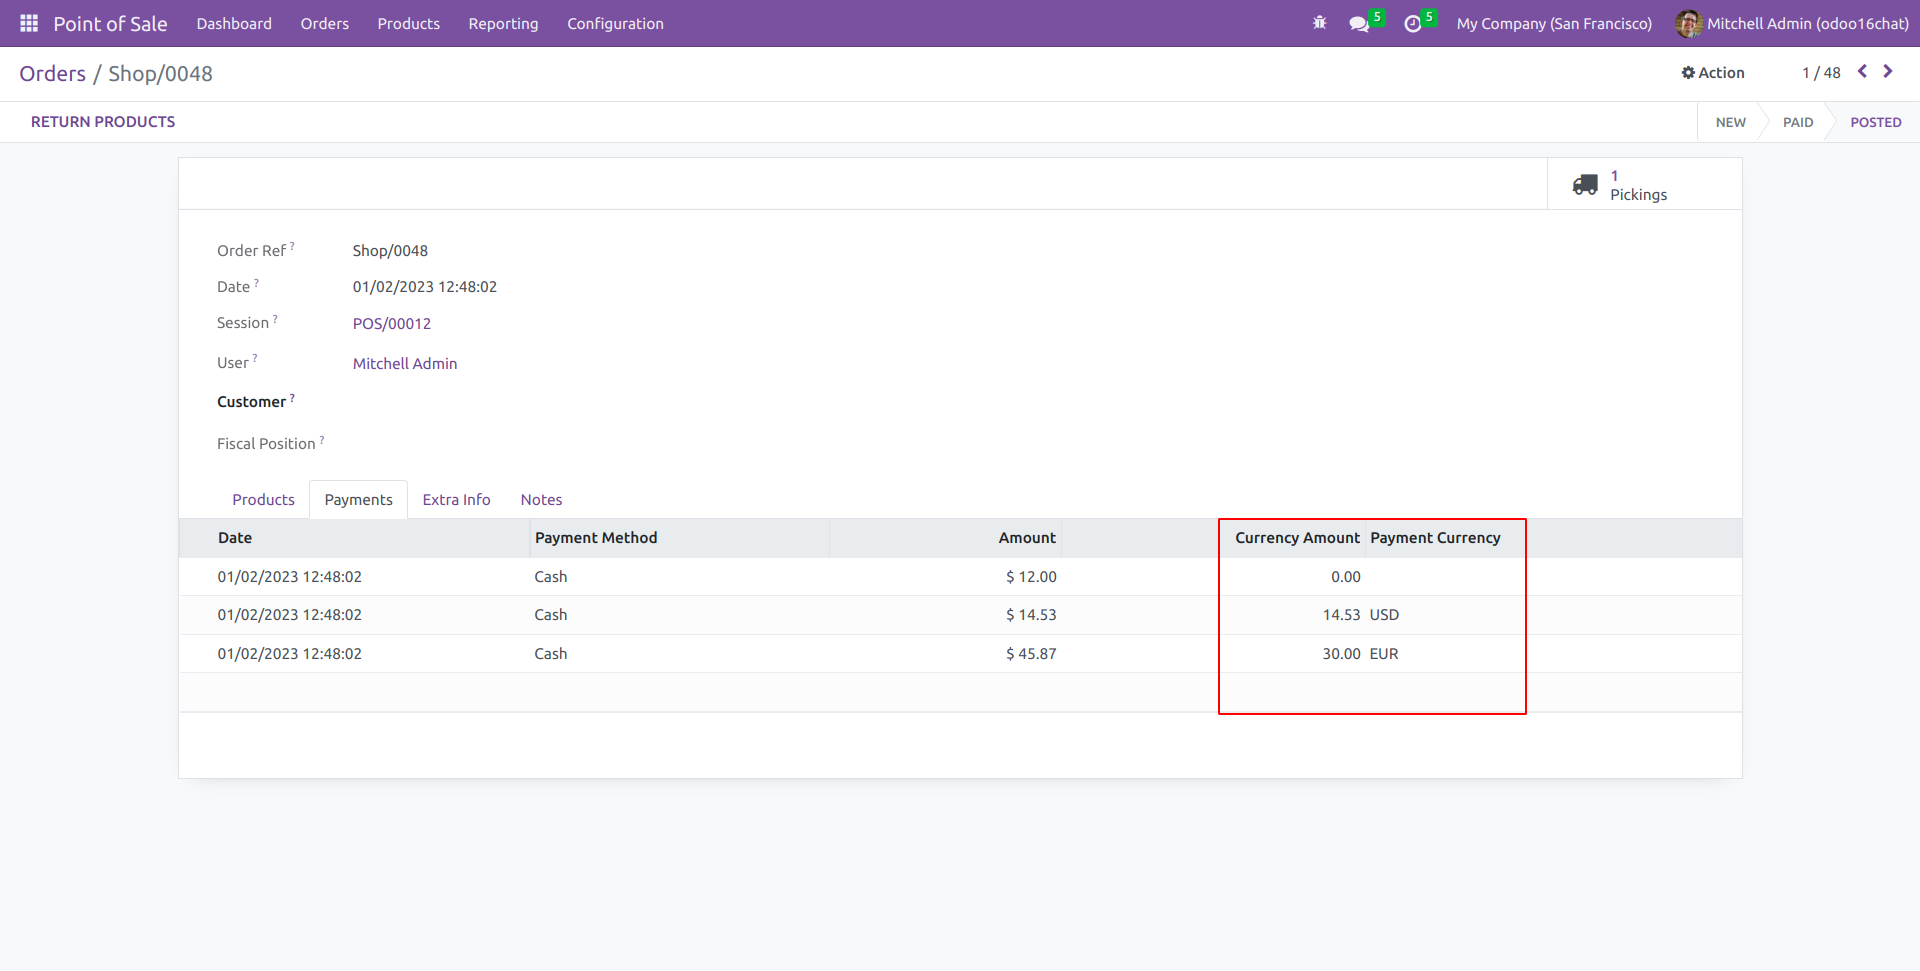 Point of Sale Dashboard Orders Products Reporting Configuration 5 5 My Company (San Francisco) Mitchell Admin (odoo16chat)
Orders / Shop/0048 Action 1 / 48
RETURN PRODUCTS NEW PAID POSTED
1
Pickings
Order Ref ? Shop/0048
Date ? 01/02/2023 12:48:02
Session ? POS/00012
User ? Mitchell Admin
Customer ?
Fiscal Position ?
Products Payments Extra Info Notes
Date Payment Method Amount Currency Amount Payment Currency
01/02/2023 12:48:02 Cash $ 12.00 0.00
01/02/2023 12:48:02 Cash $ 14.53 14.53 USD
01/02/2023 12:48:02 Cash $ 45.87 30.00 EUR